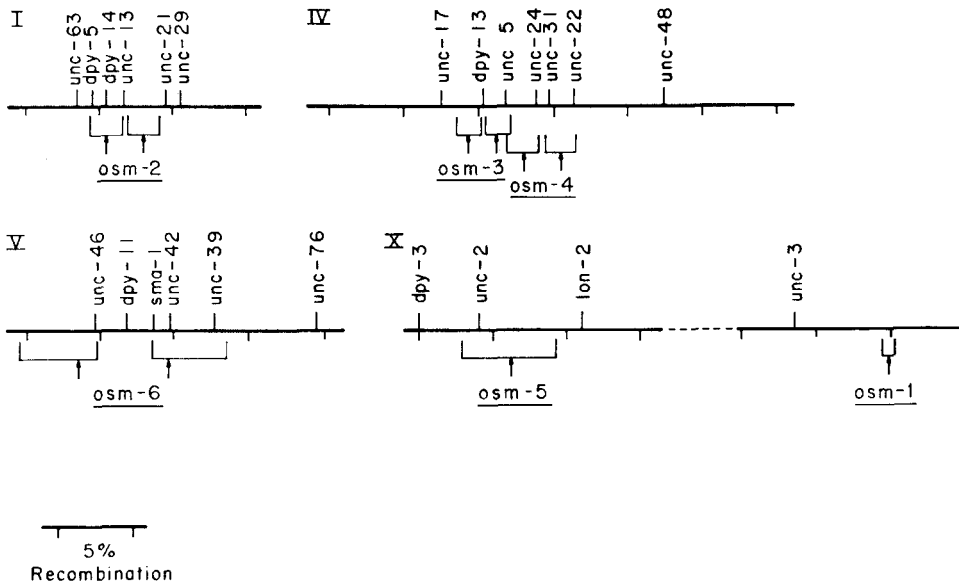 I
unc-63
dpy-5
dpy-14
unc-13
unc-21
unc-29
osm-2
IV
unc-17
dpy-13
unc 5
unc-24
unc-31
unc-22
unc-48
osm-3
osm-4
V
unc-46
dpy-11
sma-1
unc-42
unc-39
unc-76
osm-6
X
dpy-3
unc-2
lon-2
unc-3
osm-5
osm-1
5%
Recombination